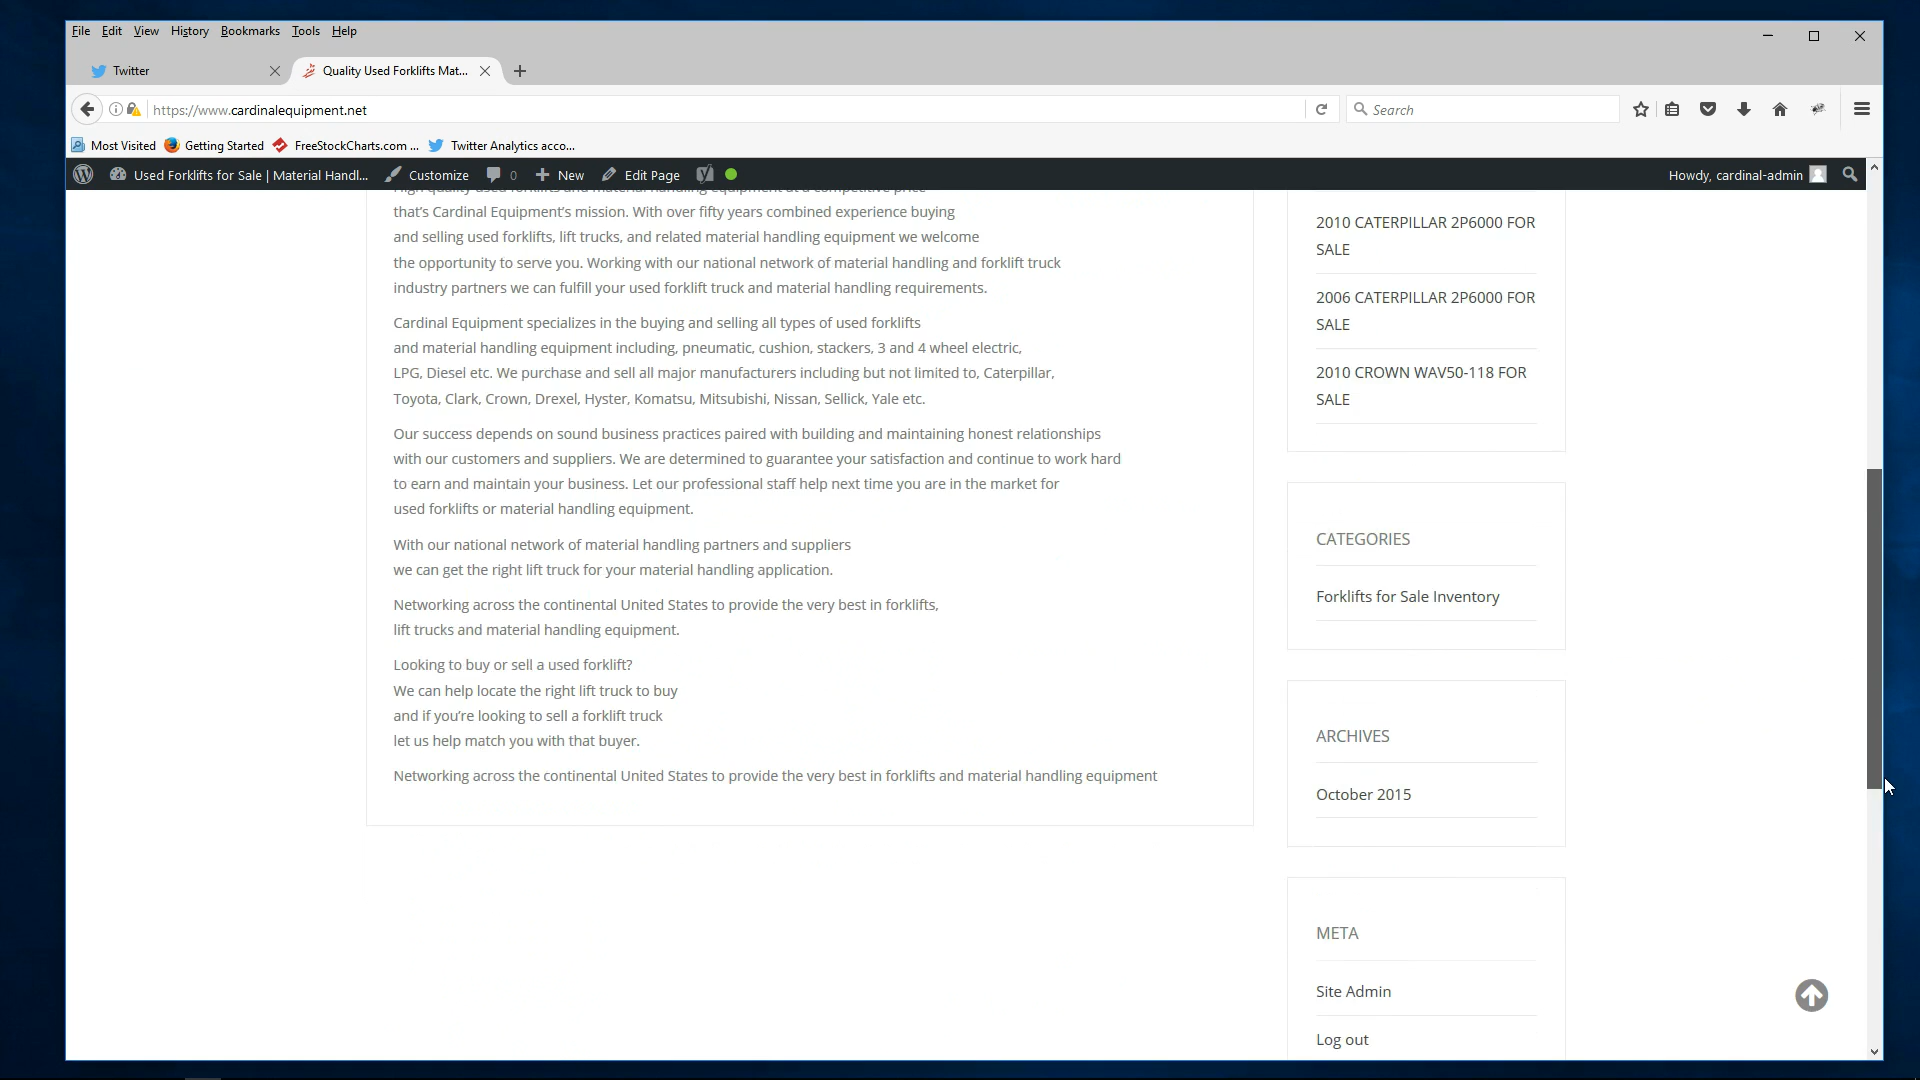 File Edit View History Bookmarks Tools Help
Twitter
Quality Used Forklifts Mat...
https://www.cardinalequipment.net
Search
Most Visited Getting Started FreeStockCharts.com ... Twitter Analytics acco...
Used Forklifts for Sale | Material Handl... Customize 0 New Edit Page
Howdy, cardinal-admin
High quality used forklifts and material handling equipment at a competitive price
that's Cardinal Equipment's mission. With over fifty years combined experience buying
and selling used forklifts, lift trucks, and related material handling equipment we welcome
the opportunity to serve you. Working with our national network of material handling and forklift truck
industry partners we can fulfill your used forklift truck and material handling requirements.
Cardinal Equipment specializes in the buying and selling all types of used forklifts
and material handling equipment including, pneumatic, cushion, stackers, 3 and 4 wheel electric,
LPG, Diesel etc. We purchase and sell all major manufacturers including but not limited to, Caterpillar,
Toyota, Clark, Crown, Drexel, Hyster, Komatsu, Mitsubishi, Nissan, Sellick, Yale etc.
Our success depends on sound business practices paired with building and maintaining honest relationships
with our customers and suppliers. We are determined to guarantee your satisfaction and continue to work hard
to earn and maintain your business. Let our professional staff help next time you are in the market for
used forklifts or material handling equipment.
With our national network of material handling partners and suppliers
we can get the right lift truck for your material handling application.
Networking across the continental United States to provide the very best in forklifts,
lift trucks and material handling equipment.
Looking to buy or sell a used forklift?
We can help locate the right lift truck to buy
and if you're looking to sell a forklift truck
let us help match you with that buyer.
Networking across the continental United States to provide the very best in forklifts and material handling equipment
2010 CATERPILLAR 2P6000 FOR
SALE
2006 CATERPILLAR 2P6000 FOR
SALE
2010 CROWN WAV50-118 FOR
SALE
CATEGORIES
Forklifts for Sale Inventory
ARCHIVES
October 2015
META
Site Admin
Log out